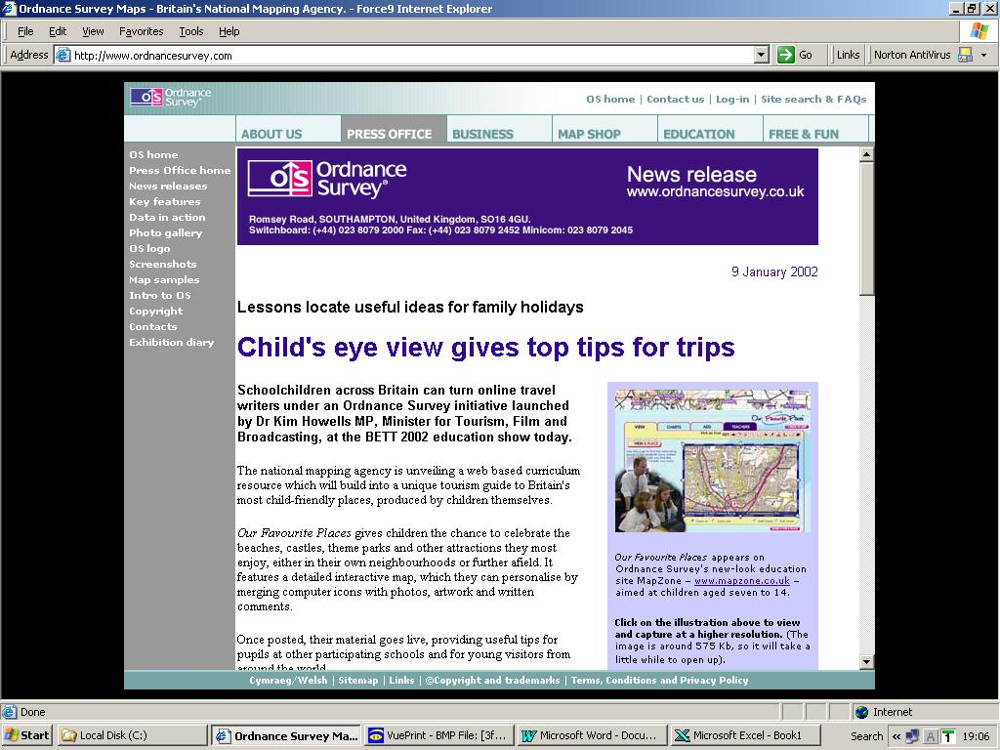 Ordnance Survey Maps - Britain's National Mapping Agency. - Force9 Internet Explorer
File Edit View Favorites Tools Help
Address http://www.ordnancesurvey.com Go Links Norton AntiVirus
Ordnance
Survey®
OS home | Contact us | Log-in | Site search & FAQs
ABOUT US PRESS OFFICE BUSINESS MAP SHOP EDUCATION FREE & FUN
OS home
Press Office home
News releases
Key features
Data in action
Photo gallery
OS logo
Screenshots
Map samples
Intro to OS
Copyright
Contacts
Exhibition diary
OS Ordnance
Survey®
News release
www.ordnancesurvey.co.uk
Romsey Road, SOUTHAMPTON, United Kingdom, SO16 4GU.
Switchboard: (+44) 023 8079 2000 Fax: (+44) 023 8079 2452 Minicom: 023 8079 2045
9 January 2002
Lessons locate useful ideas for family holidays
Child's eye view gives top tips for trips
Schoolchildren across Britain can turn online travel
writers under an Ordnance Survey initiative launched
by Dr Kim Howells MP, Minister for Tourism, Film and
Broadcasting, at the BETT 2002 education show today.
The national mapping agency is unveiling a web based curriculum
resource which will build into a unique tourism guide to Britain's
most child-friendly places, produced by children themselves.
Our Favourite Places gives children the chance to celebrate the
beaches, castles, theme parks and other attractions they most
enjoy, either in their own neighbourhoods or further afield. It
features a detailed interactive map, which they can personalise by
merging computer icons with photos, artwork and written
comments.
Once posted, their material goes live, providing useful tips for
pupils at other participating schools and for young visitors from
around the world.
Our Favourite Places
VIEW CHARTS ADD TEACHERS
VIEW A PLACE
Our Favourite Places appears on
Ordnance Survey's new-look education
site MapZone – www.mapzone.co.uk –
aimed at children aged seven to 14.
Click on the illustration above to view
and capture at a higher resolution. (The
image is around 575 Kb, so it will take a
little while to open up).
Cymraeg/Welsh | Sitemap | Links | ©Copyright and trademarks | Terms, Conditions and Privacy Policy
Done Internet
Start Local Disk (C:) Ordnance Survey Ma... VuePrint - BMP File: [3f... Microsoft Word - Docu... Microsoft Excel - Book1 Search « A T 19:06